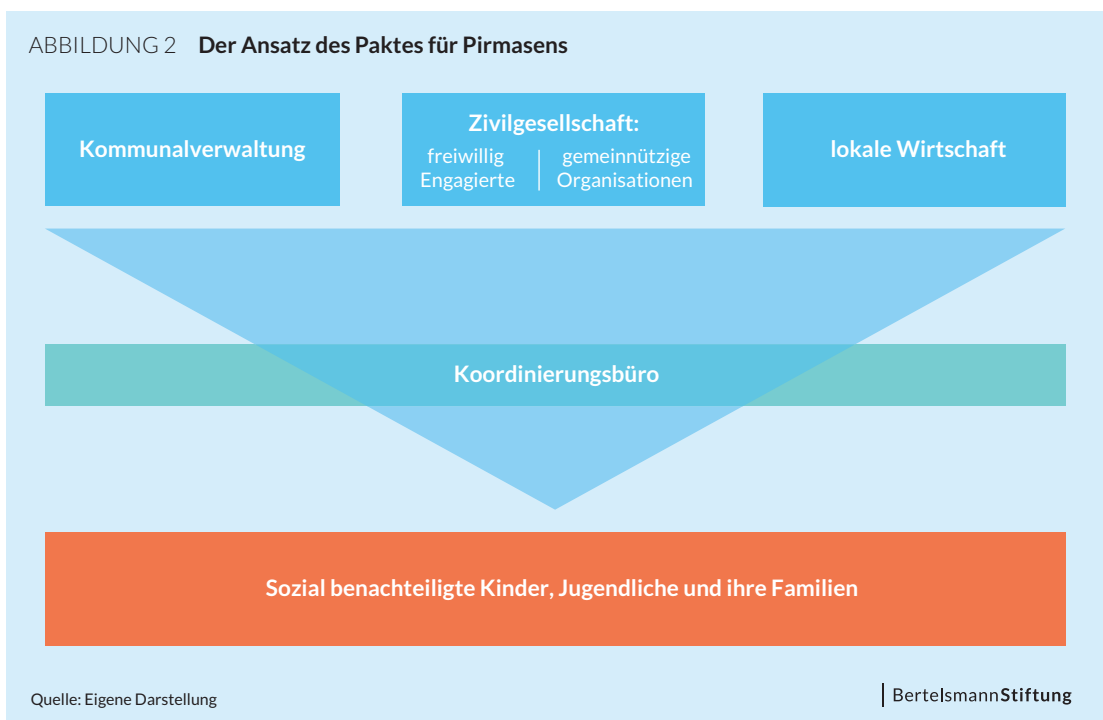 ABBILDUNG 2 Der Ansatz des Paktes für Pirmasens
Kommunalverwaltung
Zivilgesellschaft:
freiwillig
Engagierte
gemeinnützige
Organisationen
lokale Wirtschaft
Koordinierungsbüro
Sozial benachteiligte Kinder, Jugendliche und ihre Familien
Quelle: Eigene Darstellung
BertelsmannStiftung